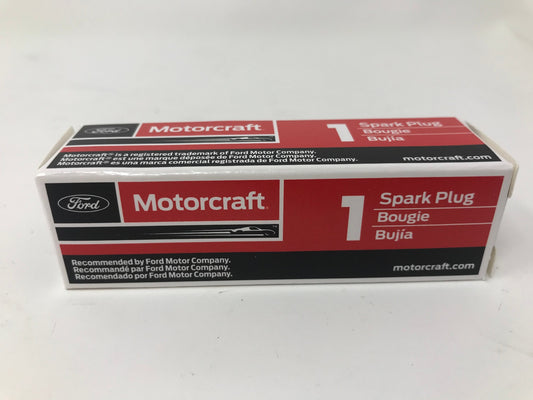 Ford
Motorcraft
1
Spark Plug
Bougie
Bujía
Motorcraft® is a registered trademark of Ford Motor Company.
Motorcraft® est une marque déposée de Ford Motor Company.
Motorcraft® es una marca comercial registrada de Ford Motor Company.
motorcraft.com
Ford
Motorcraft®
1
Spark Plug
Bougie
Bujía
Recommended by Ford Motor Company.
Recommandé par Ford Motor Company.
Recomendado por Ford Motor Company.
motorcraft.com